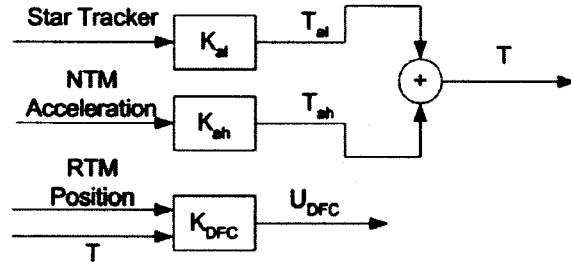 Star Tracker
K_al
T_al
NTM
Acceleration
K_ah
T_ah
+
T
RTM
Position
T
K_DFC
U_DFC